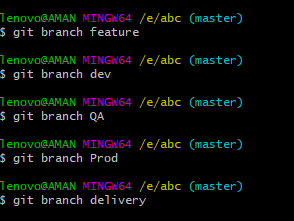 lenovo@AMAN MINGW64 /e/abc (master)
$ git branch feature
lenovo@AMAN MINGW64 /e/abc (master)
$ git branch dev
lenovo@AMAN MINGW64 /e/abc (master)
$ git branch QA
lenovo@AMAN MINGW64 /e/abc (master)
$ git branch Prod
lenovo@AMAN MINGW64 /e/abc (master)
$ git branch delivery